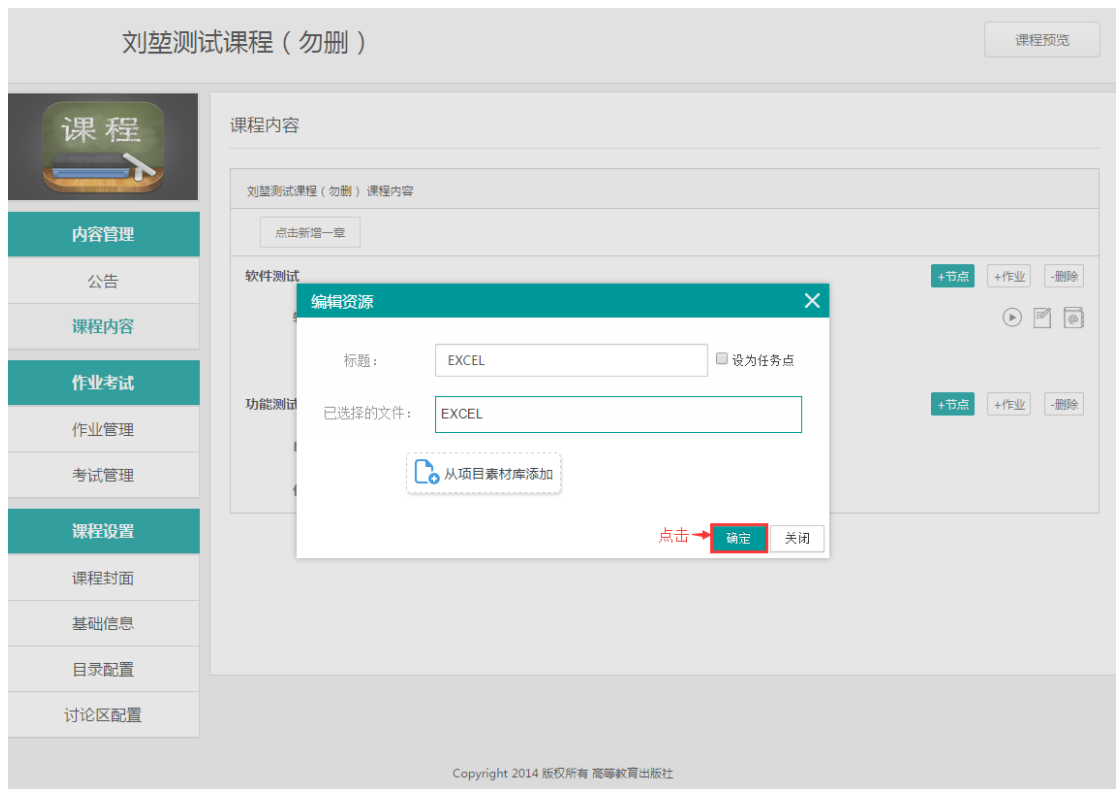 刘堃测试课程（勿删）
课程预览
课程
课程内容
刘堃测试课程（勿删）课程内容
点击新增一章
内容管理
公告
课程内容
作业考试
作业管理
考试管理
课程设置
课程封面
基础信息
目录配置
讨论区配置
软件测试
+节点 +作业 -删除
功能测试
+节点 +作业 -删除
编辑资源
标题： EXCEL 设为任务点
已选择的文件： EXCEL
从项目素材库添加
点击 确定 关闭
Copyright 2014 版权所有 高等教育出版社